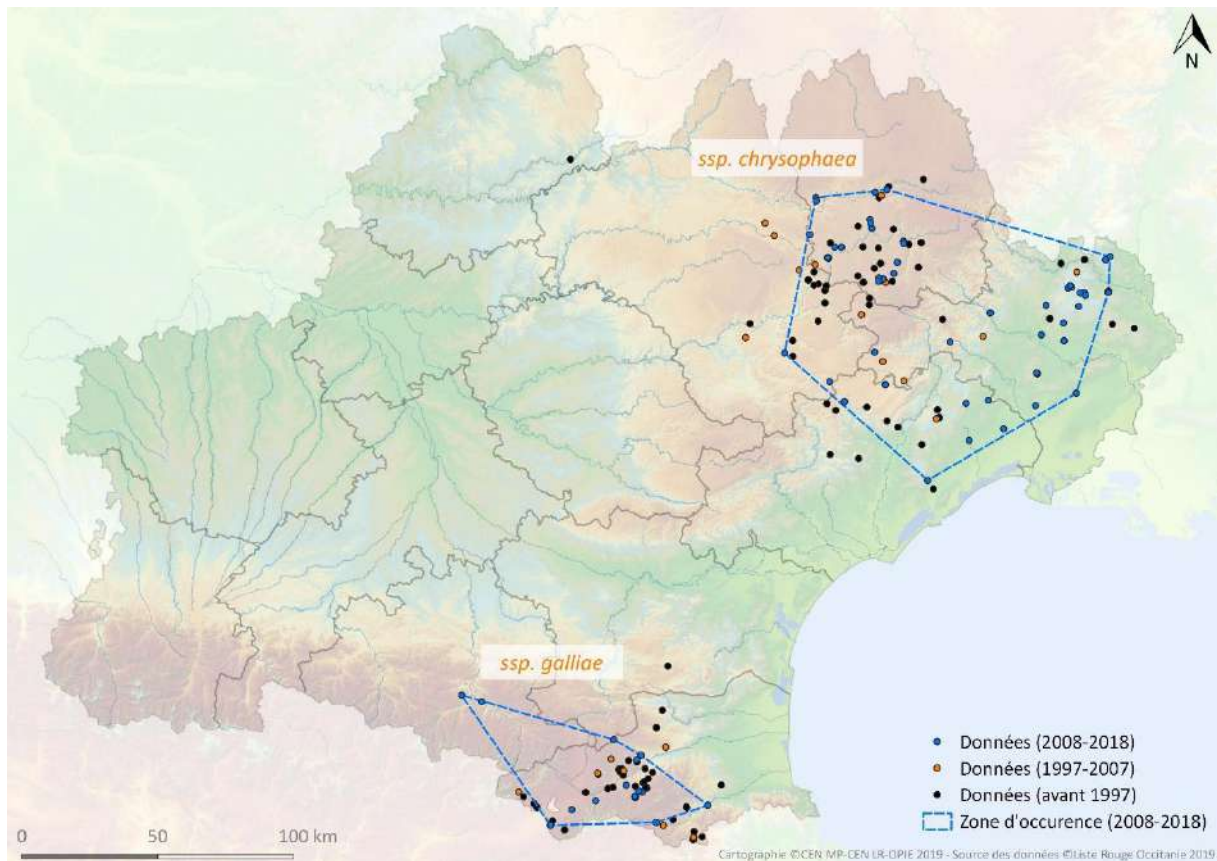 N
ssp. chrysophaea
ssp. galliae
Données (2008-2018)
Données (1997-2007)
Données (avant 1997)
Zone d'occurence (2008-2018)
0 50 100 km
Cartographie ©CEN MP-CEN LR-OPIE 2019 - Source des données ©Liste Rouge Occitanie 2019